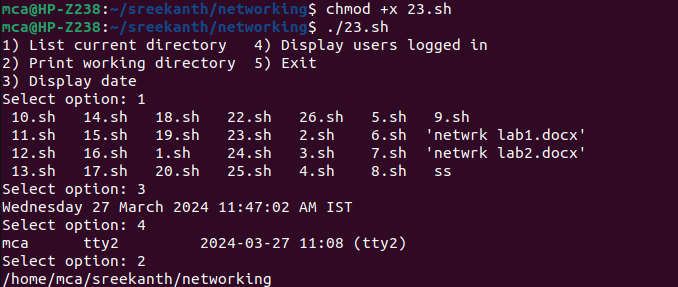 mca@HP-Z238:~/sreekanth/networking$ chmod +x 23.sh
mca@HP-Z238:~/sreekanth/networking$ ./23.sh
1) List current directory   4) Display users logged in
2) Print working directory  5) Exit
3) Display date
Select option: 1
 10.sh   14.sh   18.sh   22.sh   26.sh   5.sh   9.sh
 11.sh   15.sh   19.sh   23.sh   2.sh    6.sh  'netwrk lab1.docx'
 12.sh   16.sh   1.sh    24.sh   3.sh    7.sh  'netwrk lab2.docx'
 13.sh   17.sh   20.sh   25.sh   4.sh    8.sh   ss
Select option: 3
Wednesday 27 March 2024 11:47:02 AM IST
Select option: 4
mca      tty2         2024-03-27 11:08 (tty2)
Select option: 2
/home/mca/sreekanth/networking